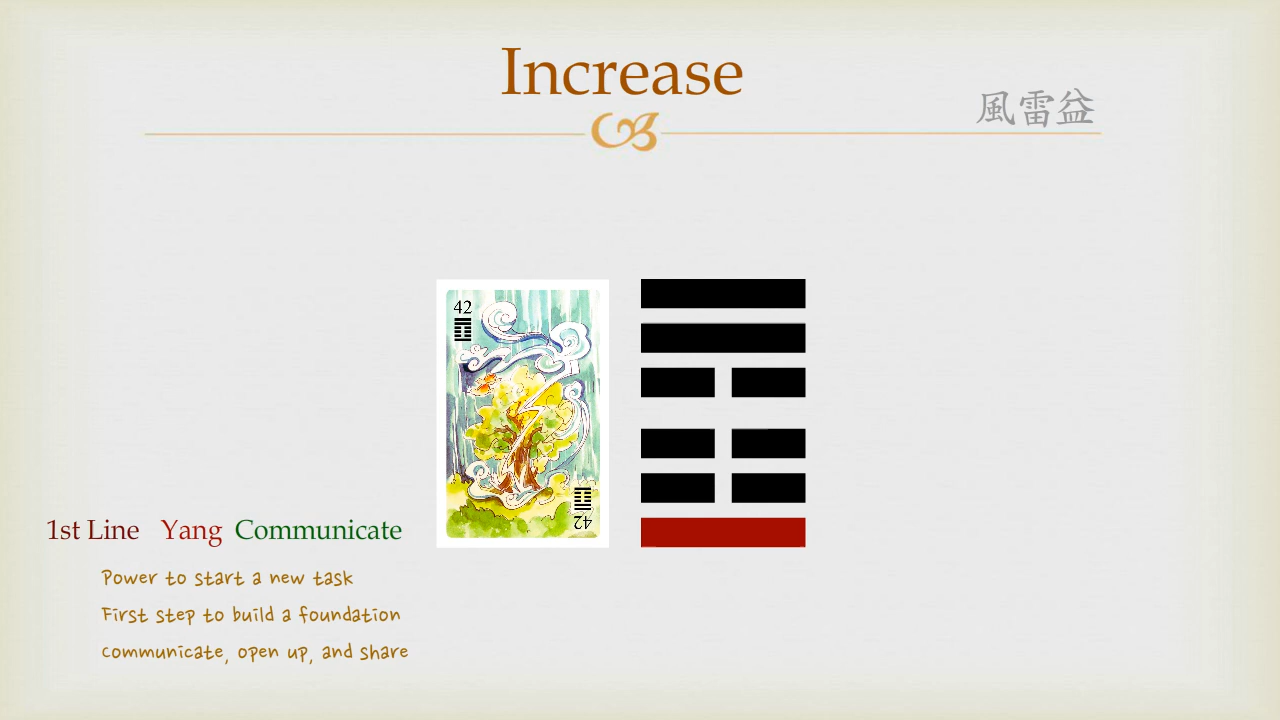 Increase
風雷益
42
42
1st Line Yang Communicate
Power to start a new task
First step to build a foundation
communicate, open up, and share